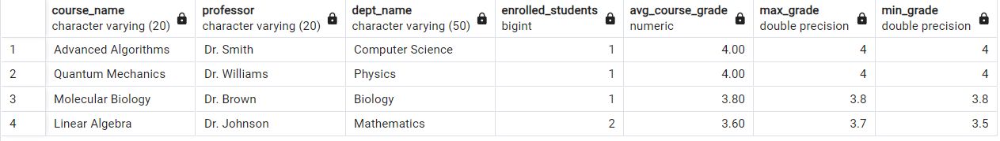 course_name professor dept_name enrolled_students avg_course_grade max_grade min_grade
character varying (20) character varying (20) character varying (50) bigint numeric double precision double precision
1 Advanced Algorithms Dr. Smith Computer Science 1 4.00 4 4
2 Quantum Mechanics Dr. Williams Physics 1 4.00 4 4
3 Molecular Biology Dr. Brown Biology 1 3.80 3.8 3.8
4 Linear Algebra Dr. Johnson Mathematics 2 3.60 3.7 3.5